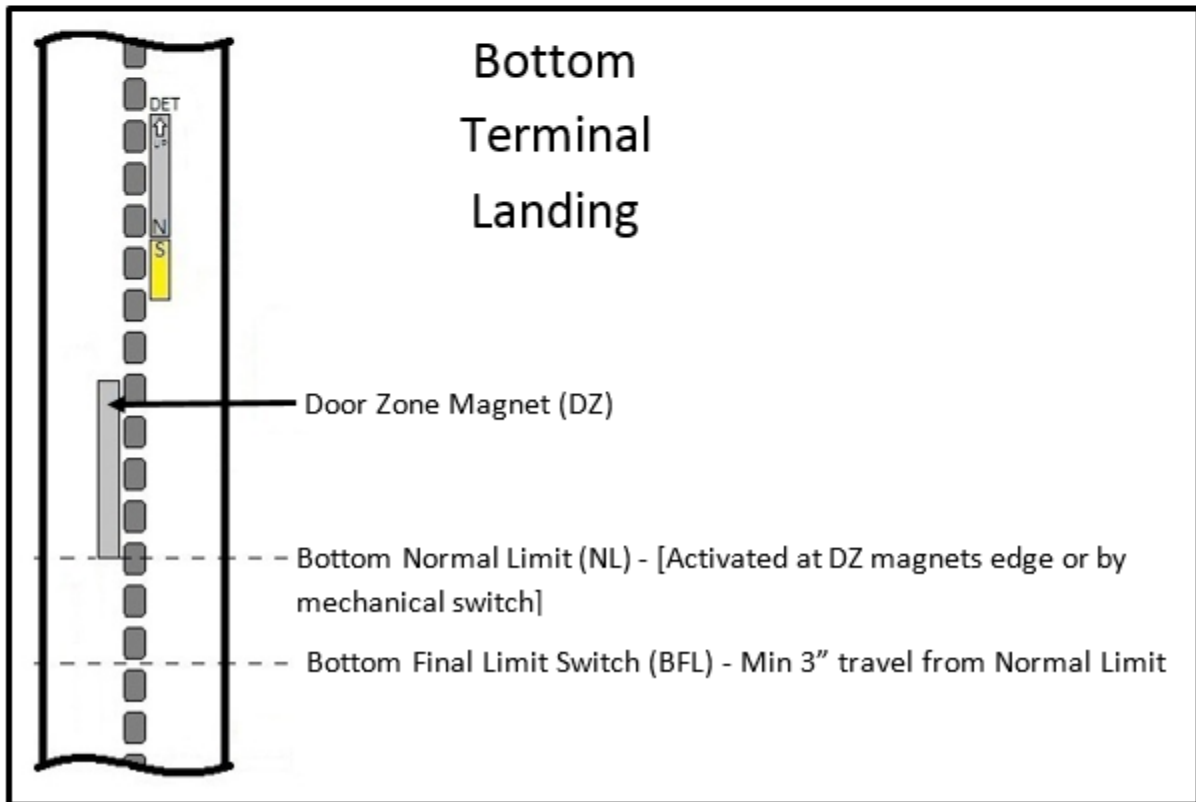 Bottom
Terminal
Landing
DET
N
S
Door Zone Magnet (DZ)
Bottom Normal Limit (NL) - [Activated at DZ magnets edge or by
mechanical switch]
Bottom Final Limit Switch (BFL) - Min 3” travel from Normal Limit